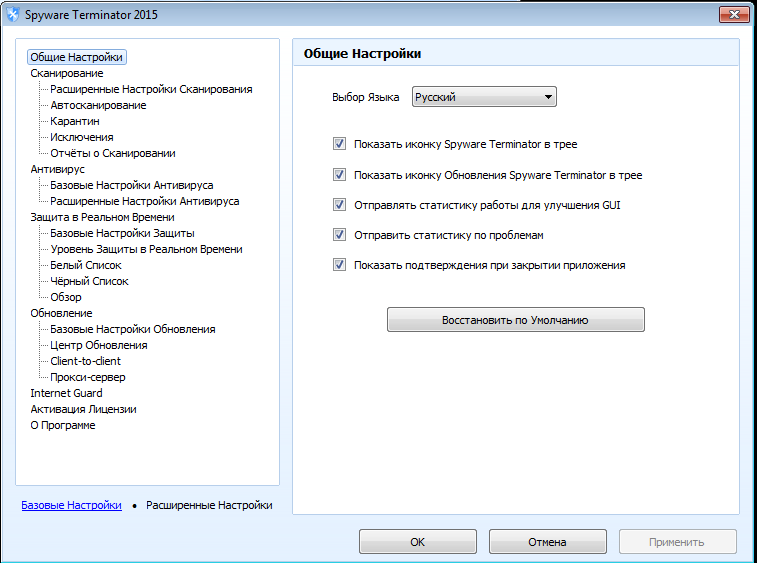 Spyware Terminator 2015
Общие Настройки
Сканирование
Расширенные Настройки Сканирования
Автосканирование
Карантин
Исключения
Отчёты о Сканировании
Антивирус
Базовые Настройки Антивируса
Расширенные Настройки Антивируса
Защита в Реальном Времени
Базовые Настройки Защиты
Уровень Защиты в Реальном Времени
Белый Список
Чёрный Список
Обзор
Обновление
Базовые Настройки Обновления
Центр Обновления
Client-to-client
Прокси-сервер
Internet Guard
Активация Лицензии
О Программе
Базовые Настройки • Расширенные Настройки
Общие Настройки
Выбор Языка Русский
Показать иконку Spyware Terminator в трее
Показать иконку Обновления Spyware Terminator в трее
Отправлять статистику работы для улучшения GUI
Отправить статистику по проблемам
Показать подтверждения при закрытии приложения
Восстановить по Умолчанию
OK Отмена Применить